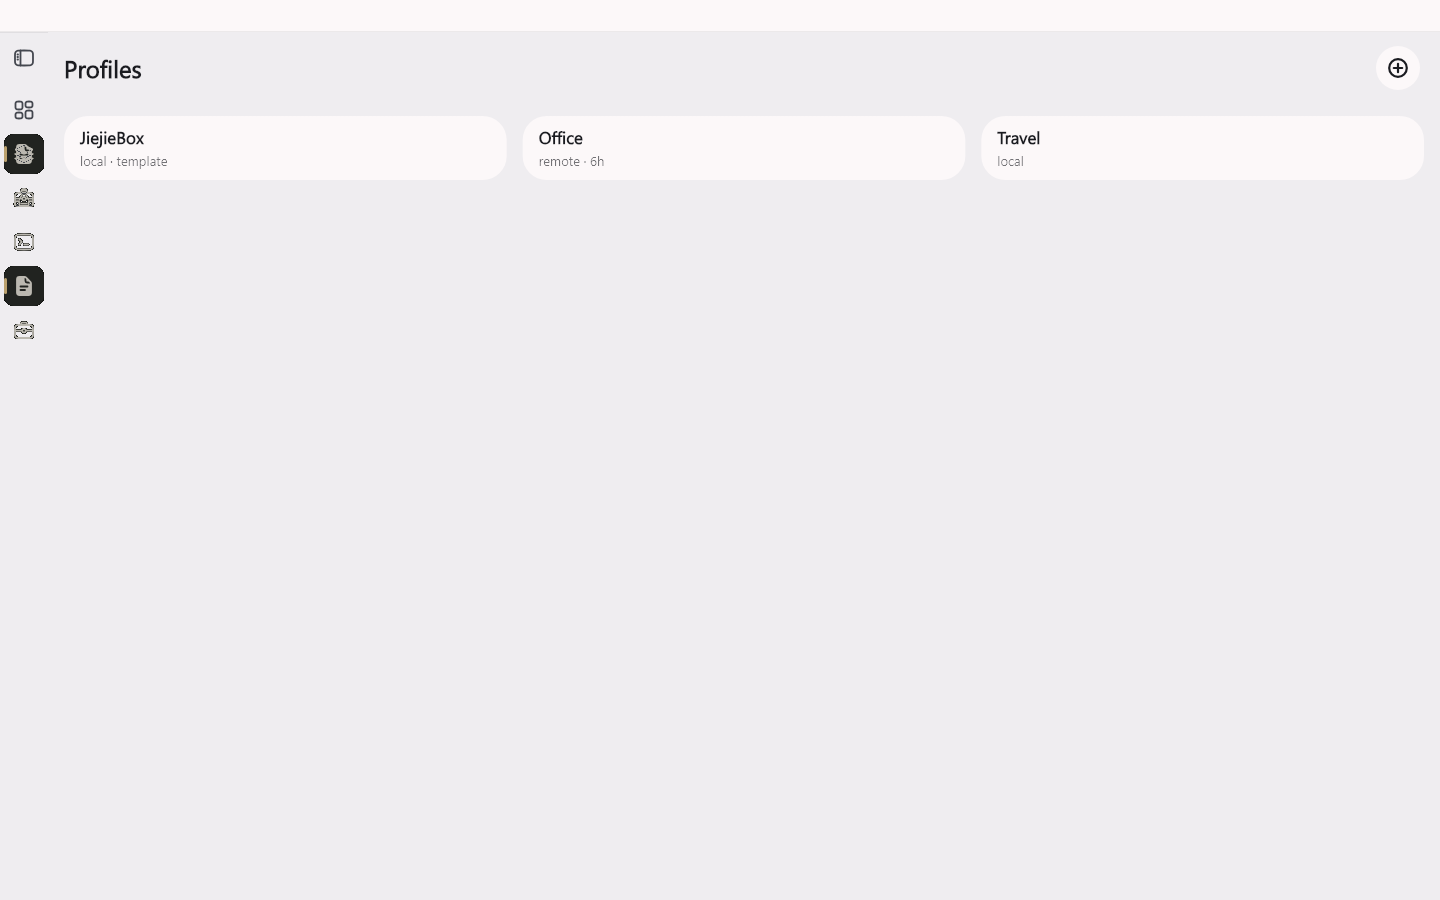 Profiles
JiejieBox
local · template
Office
remote · 6h
Travel
local